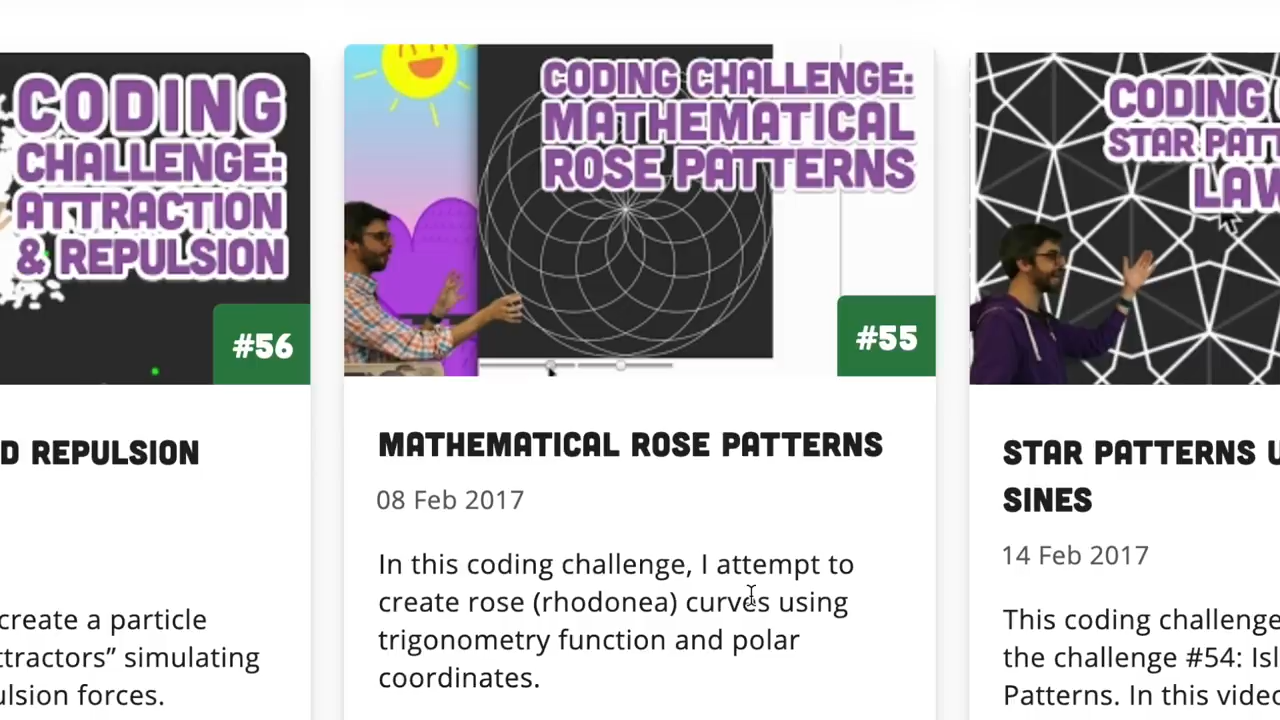 CODING
CHALLENGE:
ATTRACTION
& REPULSION
#56
D REPULSION
create a particle
ttractors” simulating
ulsion forces.
CODING CHALLENGE:
MATHEMATICAL
ROSE PATTERNS
#55
MATHEMATICAL ROSE PATTERNS
08 Feb 2017
In this coding challenge, I attempt to
create rose (rhodonea) curves using
trigonometry function and polar
coordinates.
CODING
STAR PATT
LAW
STAR PATTERNS U
SINES
14 Feb 2017
This coding challenge
the challenge #54: Isl
Patterns. In this video